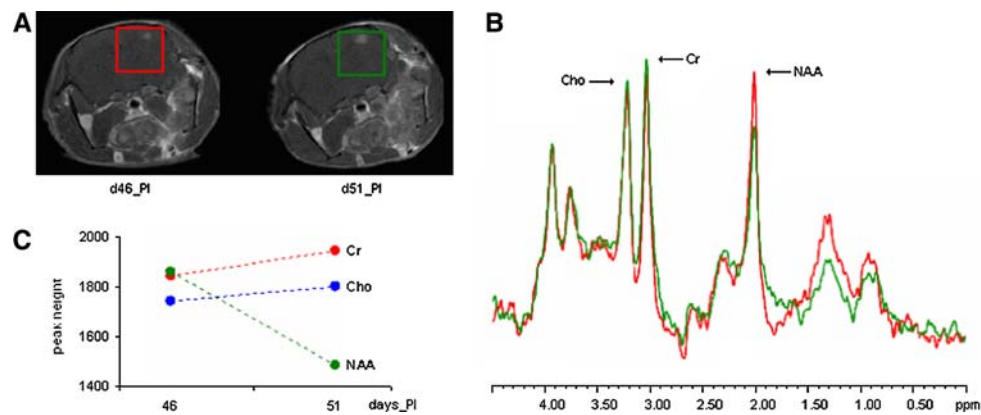 A
d46_PI
d51_PI
B
Cho
Cr
NAA
4.00 3.50 3.00 2.50 2.00 1.50 1.00 0.50 ppm
C
peak height
2000
1800
1600
1400
Cr
Cho
NAA
46
51
days_PI